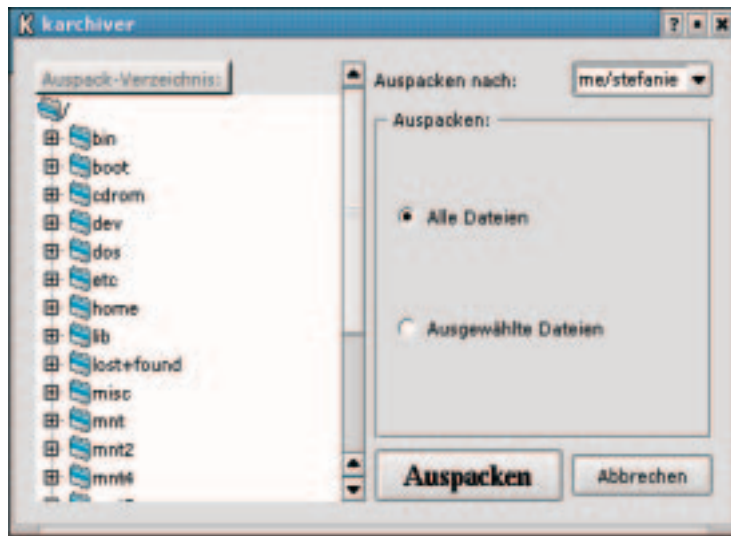 karchiver
Auspack-Verzeichnis:
/
bin
boot
cdrom
dev
dos
etc
home
lib
lost+found
misc
mnt
mnt2
mnt4
Auspacken nach:
me/stefanie
Auspacken:
Alle Dateien
Ausgewählte Dateien
Auspacken
Abbrechen